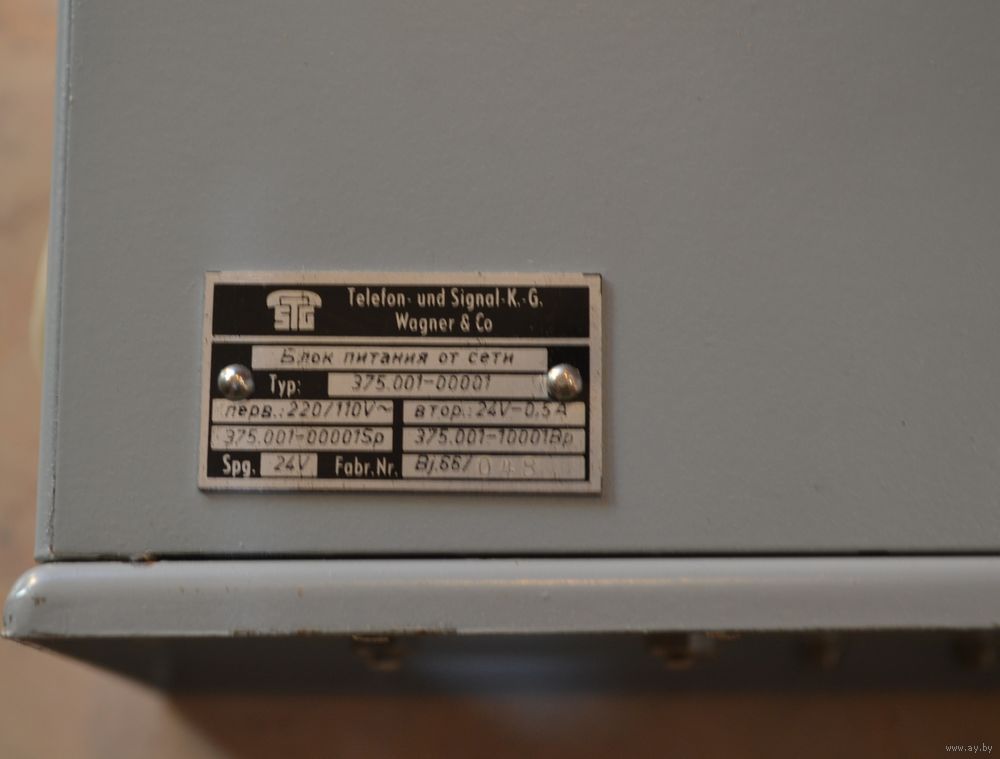 STG
Telefon- und Signal-K.-G.
Wagner & Co
Блок питания от сети
Typ: 375.001-00001
перв.: 220/110V~ втор.: 24V-0,5A
375.001-00001Sp 375.001-10001Bp
Spg. 24V Fabr.Nr. Bj.66/048
www.ay.by